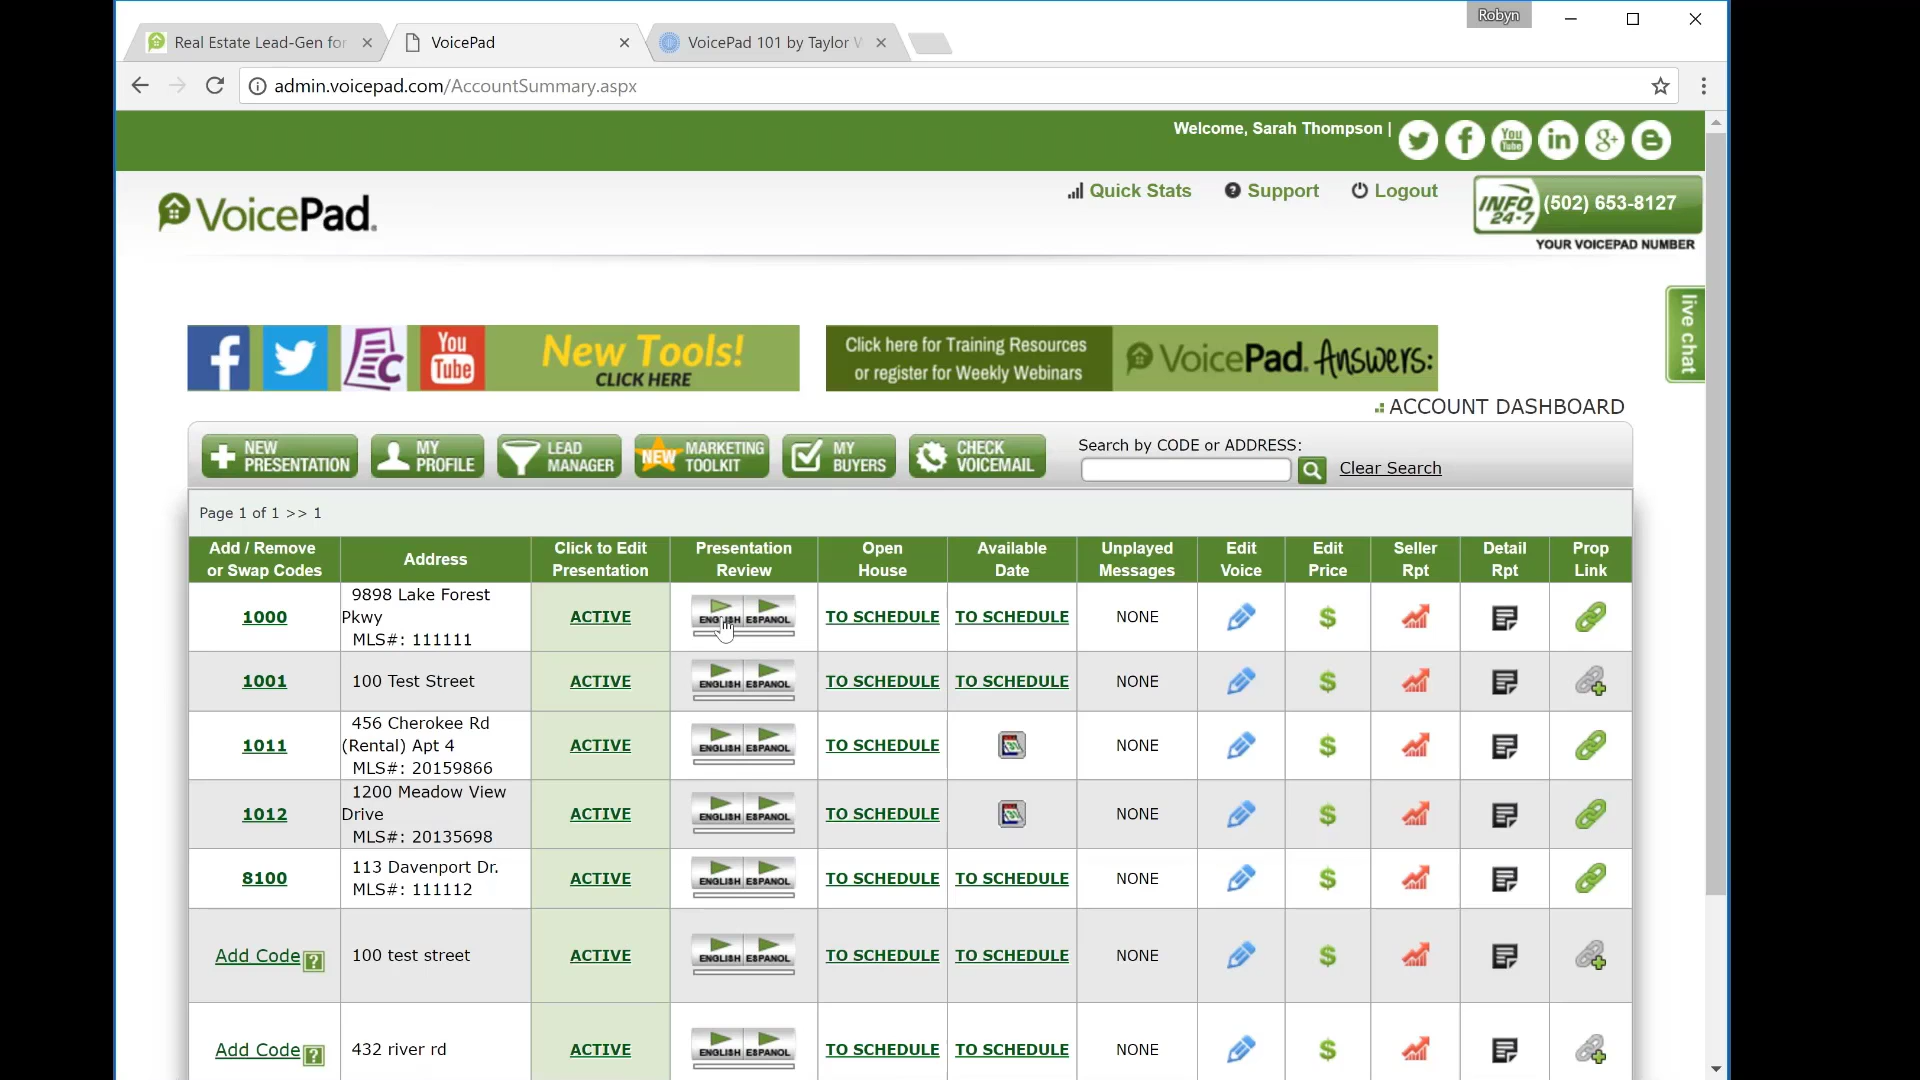 Robyn
Real Estate Lead-Gen for
VoicePad
VoicePad 101 by Taylor
admin.voicepad.com/AccountSummary.aspx
Welcome, Sarah Thompson |
You
Tube
in
g+
VoicePad.
Quick Stats
Support
Logout
INFO
24-7
(502) 653-8127
YOUR VOICEPAD NUMBER
live chat
You
Tube
New Tools!
CLICK HERE
Click here for Training Resources
or register for Weekly Webinars
VoicePad. Answers:
ACCOUNT DASHBOARD
NEW PRESENTATION
MY PROFILE
LEAD MANAGER
NEW MARKETING TOOLKIT
MY BUYERS
CHECK VOICEMAIL
Search by CODE or ADDRESS:
Clear Search
Page 1 of 1 >> 1
Add / Remove or Swap Codes
Address
Click to Edit Presentation
Presentation Review
Open House
Available Date
Unplayed Messages
Edit Voice
Edit Price
Seller Rpt
Detail Rpt
Prop Link
1000
9898 Lake Forest
Pkwy
MLS#: 111111
ACTIVE
ENGLISH ESPANOL
TO SCHEDULE
TO SCHEDULE
NONE
$
1001
100 Test Street
ACTIVE
ENGLISH ESPANOL
TO SCHEDULE
TO SCHEDULE
NONE
$
1011
456 Cherokee Rd
(Rental) Apt 4
MLS#: 20159866
ACTIVE
ENGLISH ESPANOL
TO SCHEDULE
NONE
$
1012
1200 Meadow View
Drive
MLS#: 20135698
ACTIVE
ENGLISH ESPANOL
TO SCHEDULE
NONE
$
8100
113 Davenport Dr.
MLS#: 111112
ACTIVE
ENGLISH ESPANOL
TO SCHEDULE
TO SCHEDULE
NONE
$
Add Code ?
100 test street
ACTIVE
ENGLISH ESPANOL
TO SCHEDULE
TO SCHEDULE
NONE
$
Add Code ?
432 river rd
ACTIVE
ENGLISH ESPANOL
TO SCHEDULE
TO SCHEDULE
NONE
$